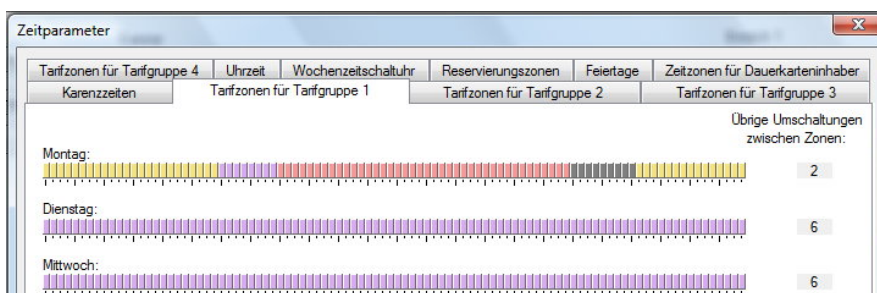 Zeitparameter
Tarifzonen für Tarifgruppe 4 Uhrzeit Wochenzeitschaltuhr Reservierungszonen Feiertage Zeitzonen für Dauerkarteninhaber
Karenzzeiten Tarifzonen für Tarifgruppe 1 Tarifzonen für Tarifgruppe 2 Tarifzonen für Tarifgruppe 3
Übrige Umschaltungen
zwischen Zonen:
Montag:
2
Dienstag:
6
Mittwoch:
6